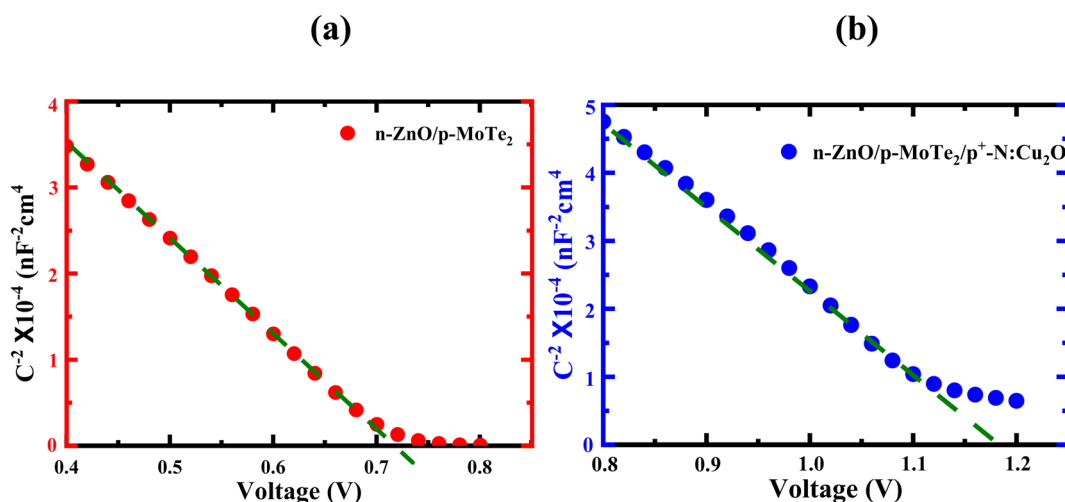 (a)
(b)
C⁻² X10⁻⁴ (nF⁻²cm⁴
4
3
2
1
0
n-ZnO/p-MoTe₂
0.4 0.5 0.6 0.7 0.8
Voltage (V)
C⁻² X10⁻⁴ (nF⁻²cm⁴
5
4
3
2
1
0
n-ZnO/p-MoTe₂/p⁺-N:Cu₂O
0.8 0.9 1.0 1.1 1.2
Voltage (V)